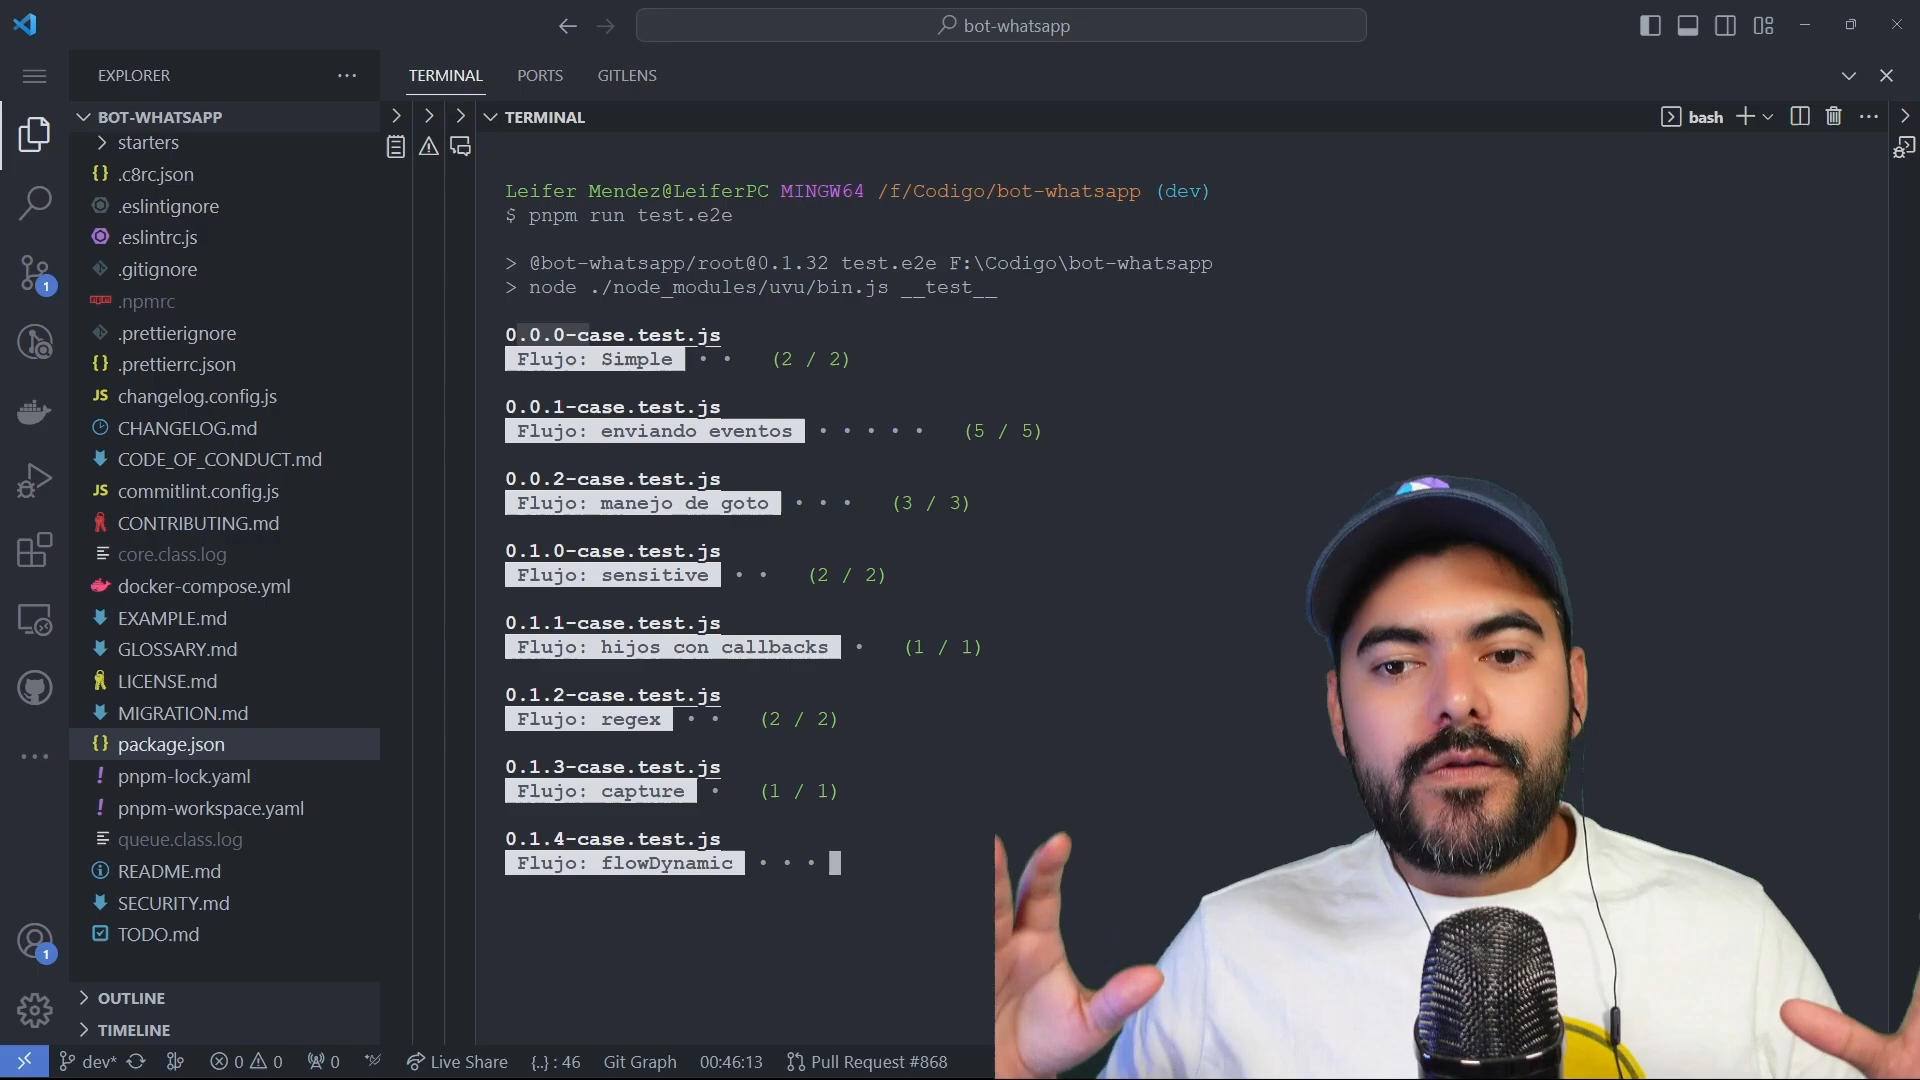 bot-whatsapp
EXPLORER
TERMINAL
PORTS
GITLENS
BOT-WHATSAPP
starters
.c8rc.json
.eslintignore
.eslintrc.js
.gitignore
.npmrc
.prettierignore
.prettierrc.json
changelog.config.js
CHANGELOG.md
CODE_OF_CONDUCT.md
commitlint.config.js
CONTRIBUTING.md
core.class.log
docker-compose.yml
EXAMPLE.md
GLOSSARY.md
LICENSE.md
MIGRATION.md
package.json
pnpm-lock.yaml
pnpm-workspace.yaml
queue.class.log
README.md
SECURITY.md
TODO.md
OUTLINE
TIMELINE
TERMINAL
bash
Leifer Mendez@LeiferPC MINGW64 /f/Codigo/bot-whatsapp (dev)
$ pnpm run test.e2e
> @bot-whatsapp/root@0.1.32 test.e2e F:\Codigo\bot-whatsapp
> node ./node_modules/uvu/bin.js __test__
0.0.0-case.test.js
Flujo: Simple • • (2 / 2)
0.0.1-case.test.js
Flujo: enviando eventos • • • • • (5 / 5)
0.0.2-case.test.js
Flujo: manejo de goto • • • (3 / 3)
0.1.0-case.test.js
Flujo: sensitive • • (2 / 2)
0.1.1-case.test.js
Flujo: hijos con callbacks • (1 / 1)
0.1.2-case.test.js
Flujo: regex • • (2 / 2)
0.1.3-case.test.js
Flujo: capture • (1 / 1)
0.1.4-case.test.js
Flujo: flowDynamic • • •
1
1
dev* 0 0 0 Live Share {..} : 46 Git Graph 00:46:13 Pull Request #868